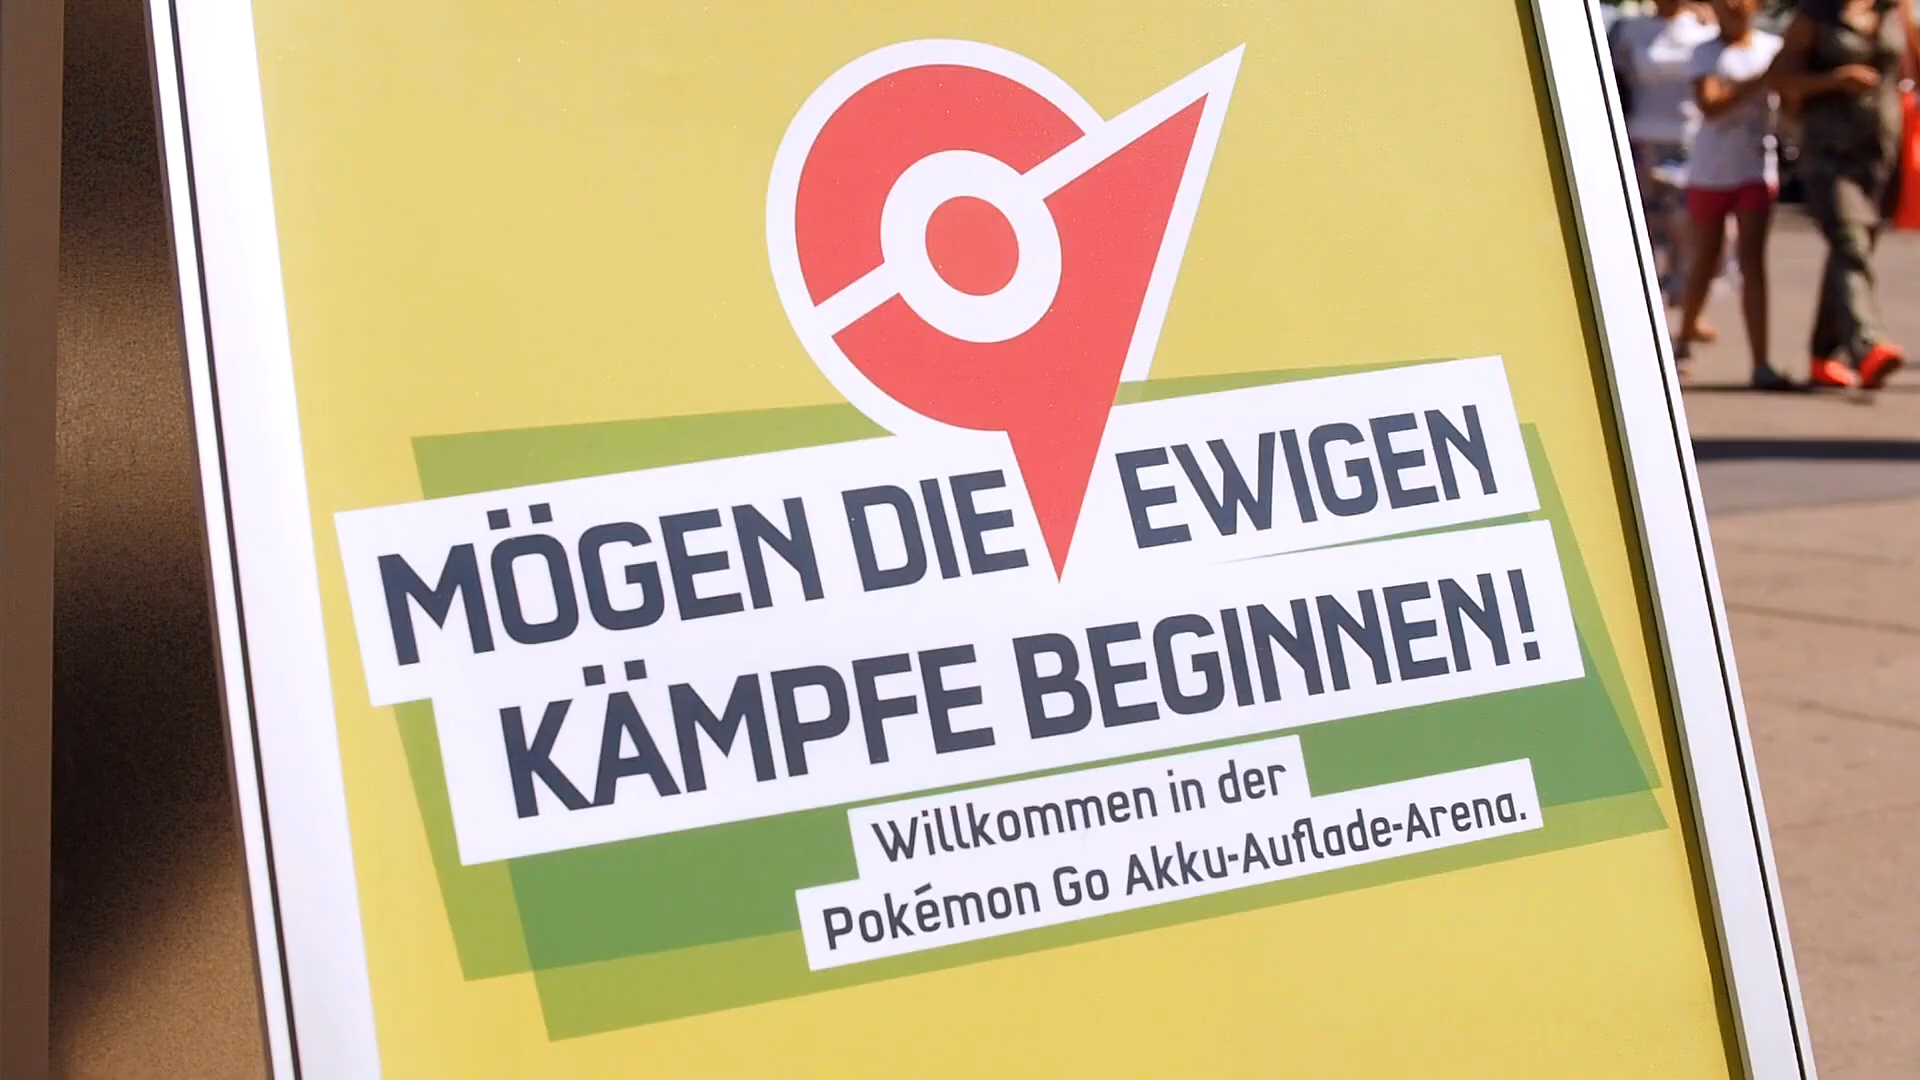 MÖGEN DIE EWIGEN
KÄMPFE BEGINNEN!
Willkommen in der
Pokémon Go Akku-Auflade-Arena.